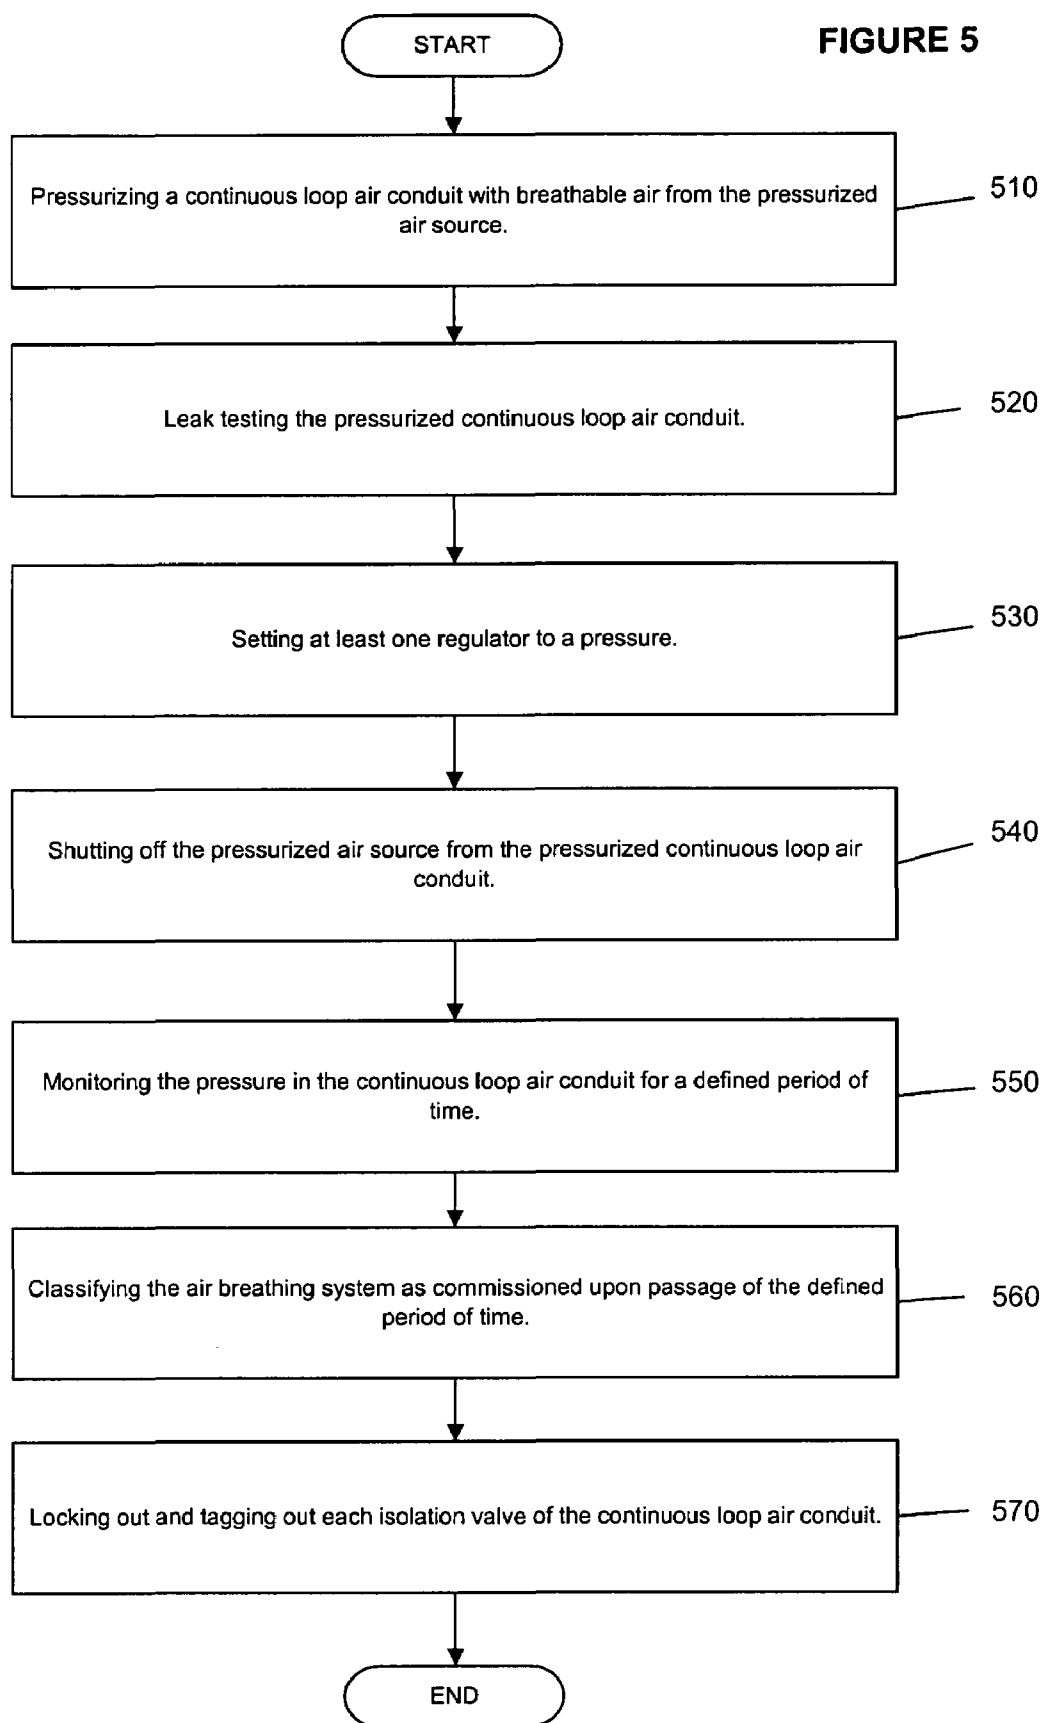 START
FIGURE 5
Pressurizing a continuous loop air conduit with breathable air from the pressurized
air source.
510
Leak testing the pressurized continuous loop air conduit.
520
Setting at least one regulator to a pressure.
530
Shutting off the pressurized air source from the pressurized continuous loop air
conduit.
540
Monitoring the pressure in the continuous loop air conduit for a defined period of
time.
550
Classifying the air breathing system as commissioned upon passage of the defined
period of time.
560
Locking out and tagging out each isolation valve of the continuous loop air conduit.
570
END